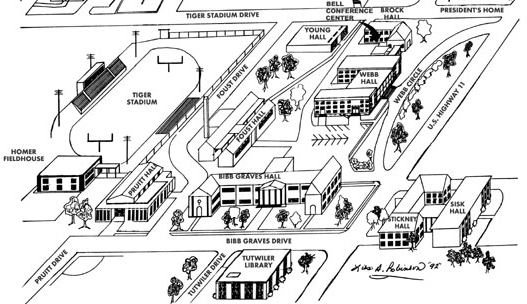 BELL
CONFERENCE
CENTER
BROCK
HALL
PRESIDENT'S HOME
TIGER STADIUM DRIVE
YOUNG
HALL
WEBB
HALL
WEBB CIRCLE
U.S. HIGHWAY 11
FOUST DRIVE
TIGER
STADIUM
FOUST HALL
HOMER
FIELDHOUSE
PRUITT HALL
BIBB GRAVES HALL
STICKNEY
HALL
SISK
HALL
BIBB GRAVES DRIVE
PRUITT DRIVE
TUTWILER DRIVE
TUTWILER
LIBRARY
Robinson '92